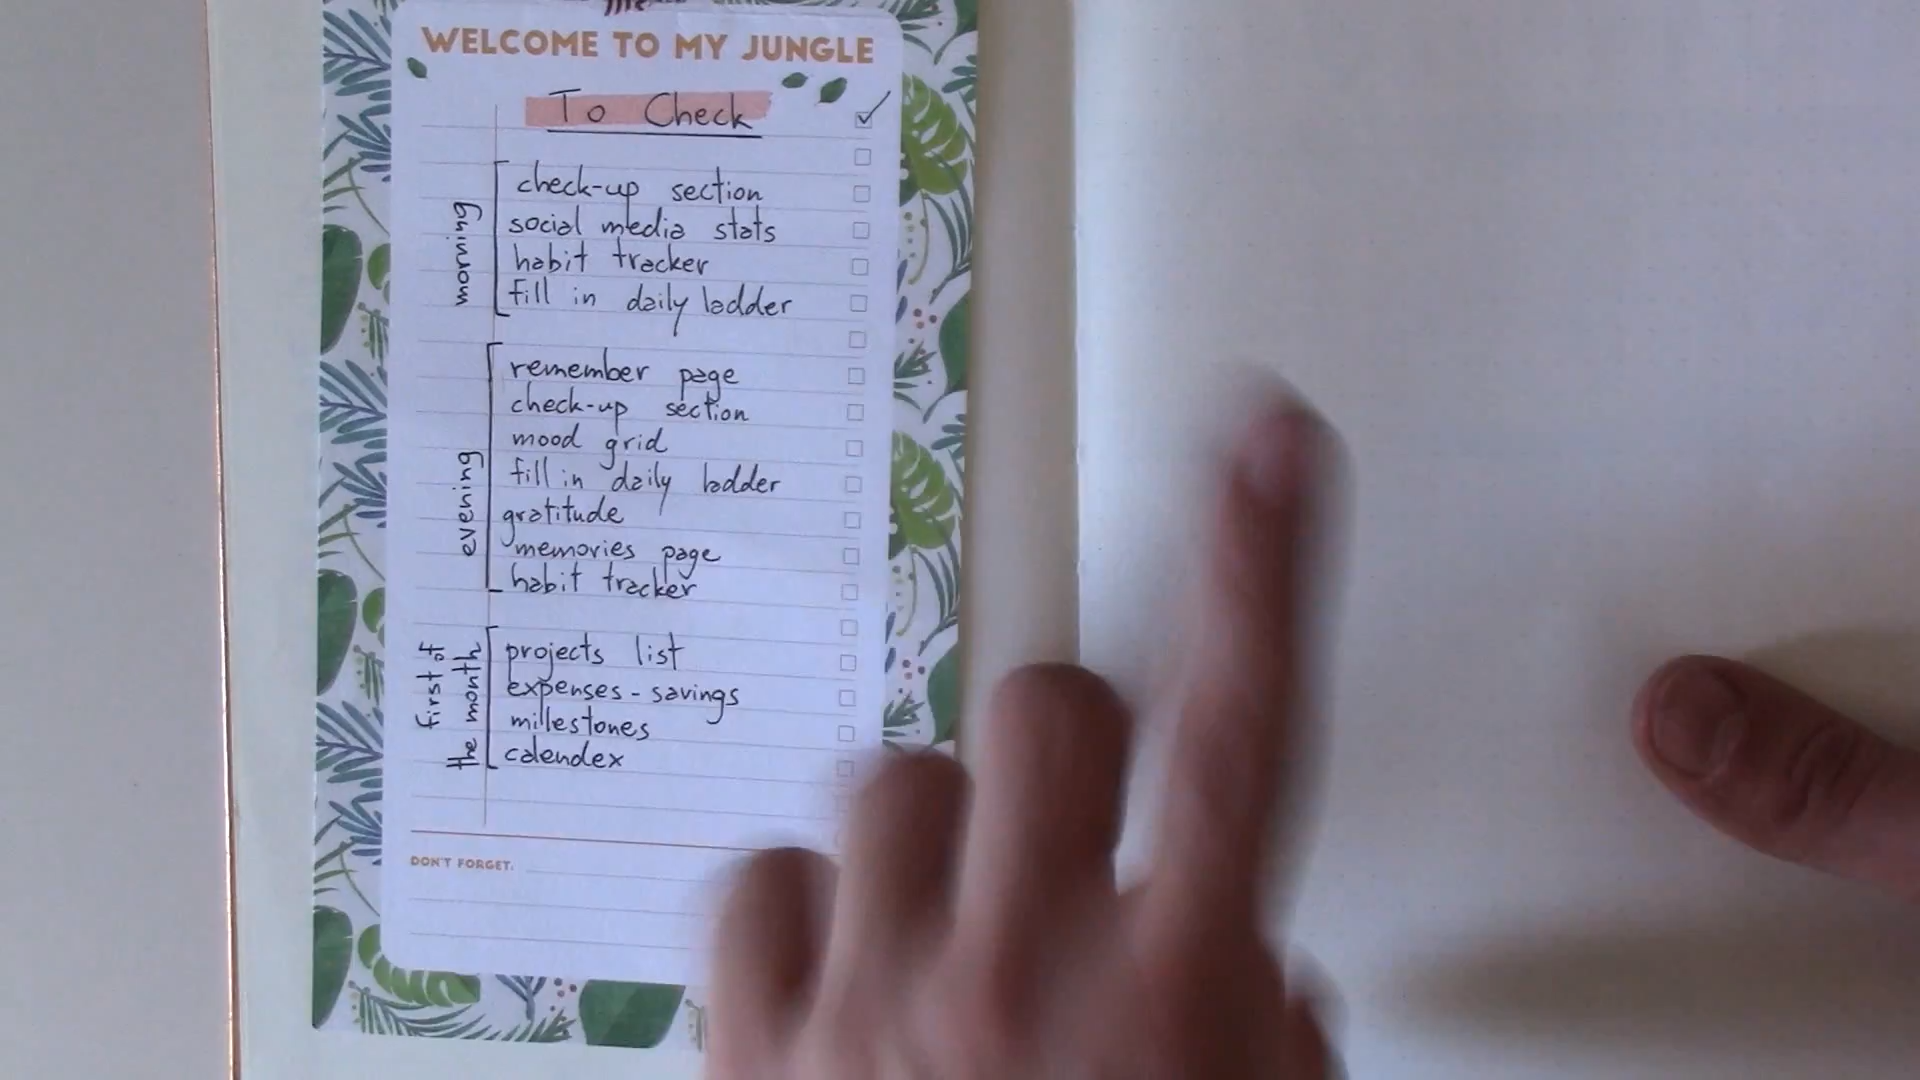 WELCOME TO MY JUNGLE
To Check
morning
check-up section
social media stats
habit tracker
fill in daily ladder
evening
remember page
check-up section
mood grid
fill in daily ladder
gratitude
memories page
habit tracker
first of
the month
projects list
expenses - savings
millestones
calendex
DON'T FORGET: